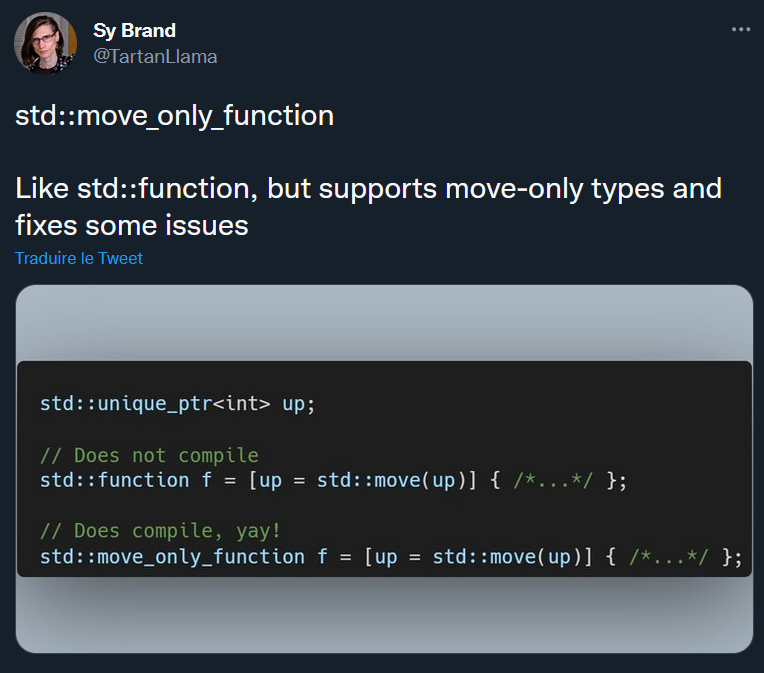 Sy Brand
@TartanLlama
std::move_only_function
Like std::function, but supports move-only types and
fixes some issues
Traduire le Tweet
std::unique_ptr<int> up;
// Does not compile
std::function f = [up = std::move(up)] { /*...*/ };
// Does compile, yay!
std::move_only_function f = [up = std::move(up)] { /*...*/ };